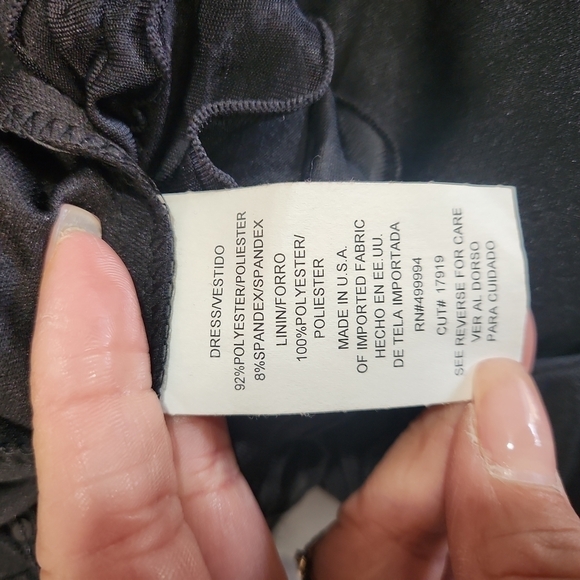 DRESS/VESTIDO
92%POLYESTER/POLIESTER
8%SPANDEX/SPANDEX
LININ/FORRO
100%POLYESTER/
POLIESTER
MADE IN U.S.A.
OF IMPORTED FABRIC
HECHO EN EE.UU.
DE TELA IMPORTADA
RN#499994
CUT# 17919
SEE REVERSE FOR CARE
VER AL DORSO
PARA CUIDADO